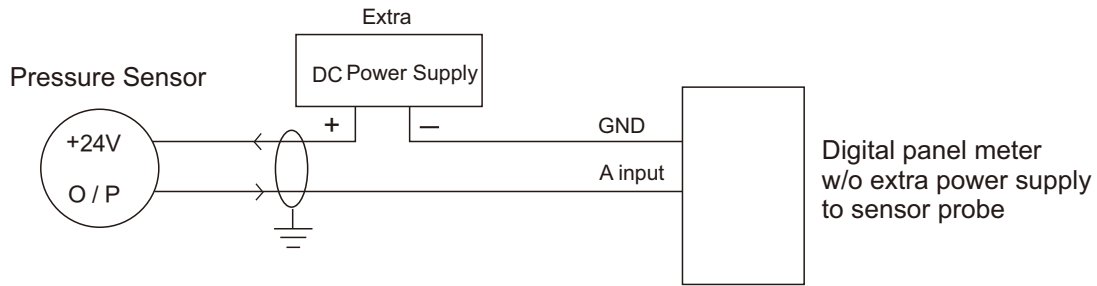 Extra
DC Power Supply
Pressure Sensor
+ −
+24V
GND
O / P
A input
Digital panel meter
w/o extra power supply
to sensor probe